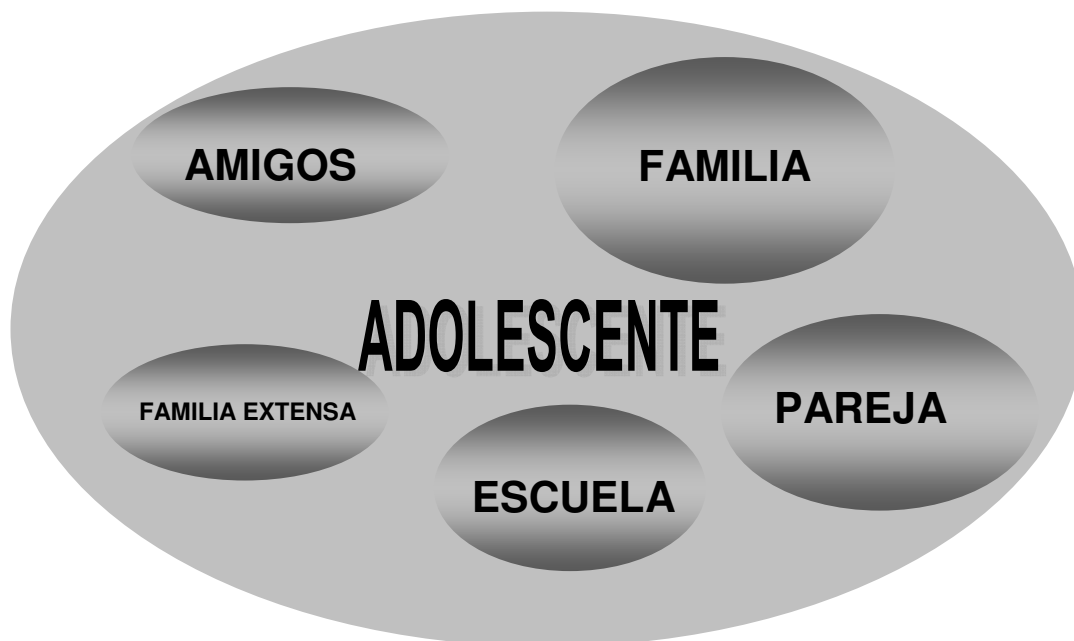 AMIGOS
FAMILIA
ADOLESCENTE
FAMILIA EXTENSA
PAREJA
ESCUELA